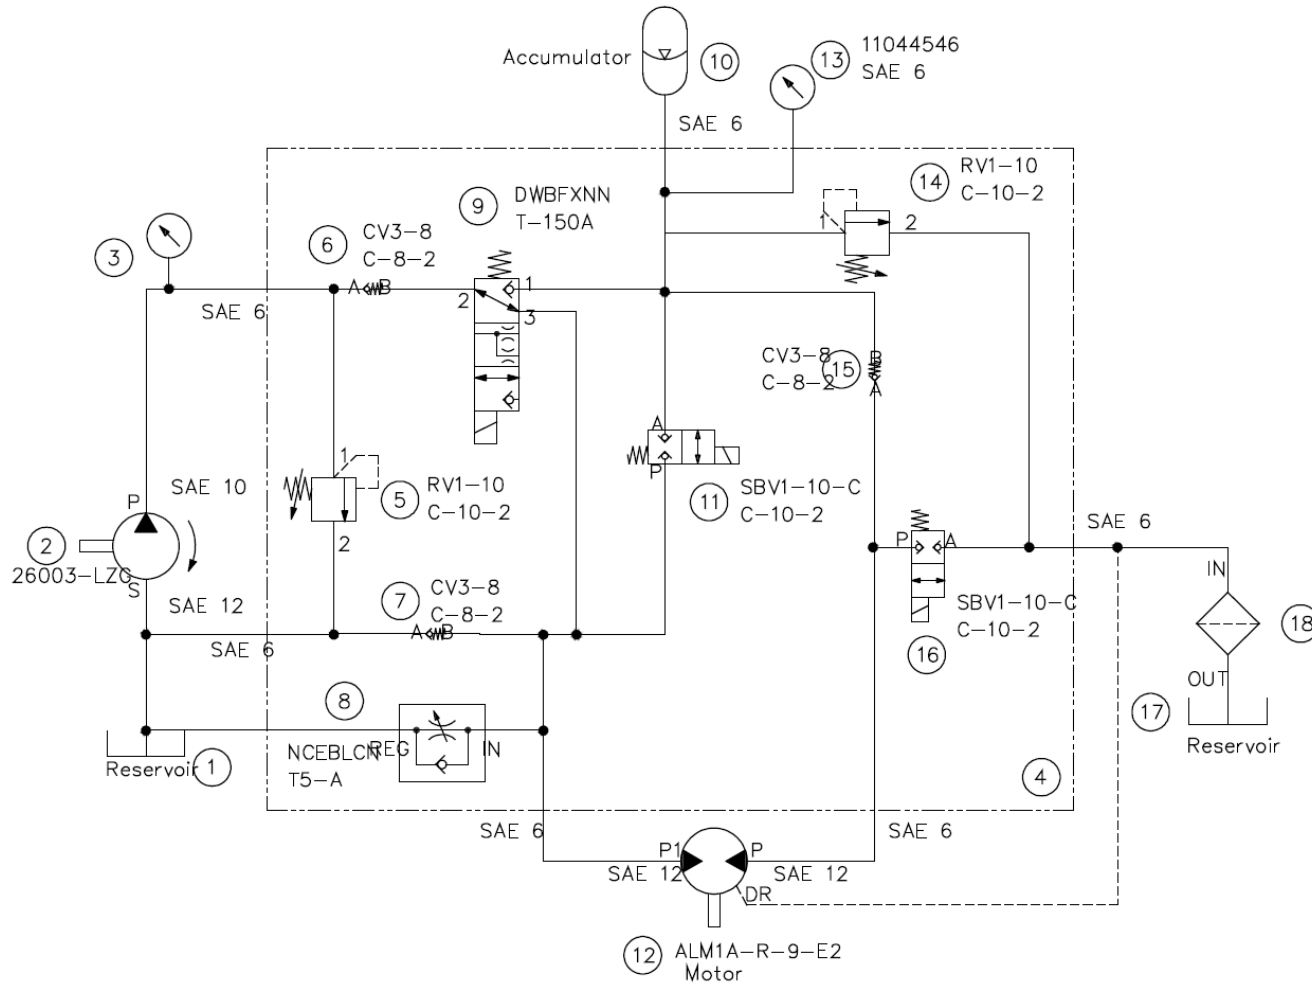 Accumulator
10
13
11044546
SAE 6
SAE 6
14
RV1-10
C-10-2
1
2
9
DWBFXNN
T-150A
6
CV3-8
C-8-2
3
A
B
2
1
3
SAE 6
CV3-8
C-8-2
15
B
A
A
P
11
SBV1-10-C
C-10-2
1
5
RV1-10
C-10-2
2
SAE 10
P
2
26003-LZC
S
SAE 12
SAE 6
7
CV3-8
C-8-2
A
B
P
A
SAE 6
SBV1-10-C
C-10-2
16
IN
18
OUT
17
Reservoir
8
NCEBLCN
T5-A
REG
IN
Reservoir
1
4
SAE 6
SAE 6
P1
P
SAE 12
SAE 12
DR
12
ALM1A-R-9-E2
Motor